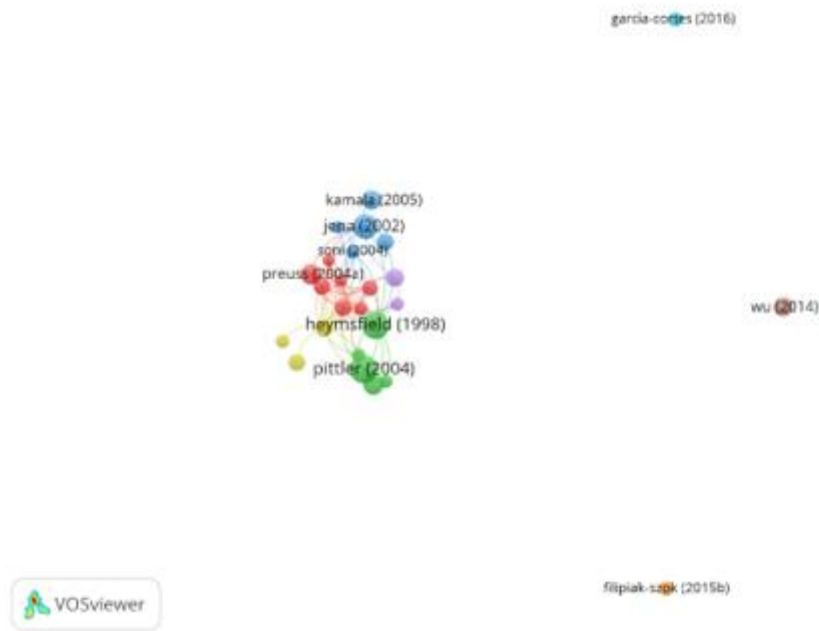 garcia-cortes (2016)
kamala (2005)
jena (2002)
soni (2004)
preuss (2004a)
wu (2014)
heymsfield (1998)
pittler (2004)
filipiak-szok (2015b)
VOSviewer